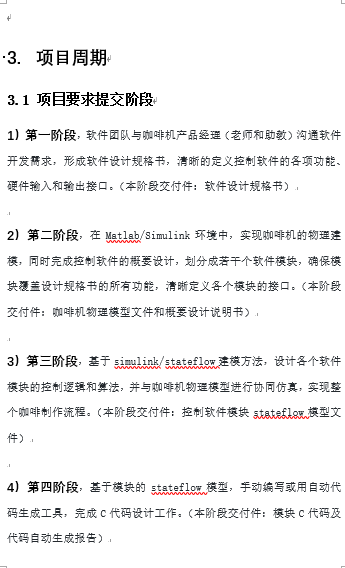 3. 项目周期
3.1 项目要求提交阶段
1）第一阶段，软件团队与咖啡机产品经理（老师和助教）沟通软件
开发需求，形成软件设计规格书，清晰的定义控制软件的各项功能、
硬件输入和输出接口。（本阶段交付件：软件设计规格书）
2）第二阶段，在 Matlab/Simulink 环境中，实现咖啡机的物理建
模，同时完成控制软件的概要设计，划分成若干个软件模块，确保模
块覆盖设计规格书的所有功能，清晰定义各个模块的接口。（本阶段
交付件：咖啡机物理模型文件和概要设计说明书）
3）第三阶段，基于 simulink/stateflow 建模方法，设计各个软件
模块的控制逻辑和算法，并与咖啡机物理模型进行协同仿真，实现整
个咖啡制作流程。（本阶段交付件：控制软件模块 stateflow 模型文
件）
4）第四阶段，基于模块的 stateflow 模型，手动编写或用自动代
码生成工具，完成 C 代码设计工作。（本阶段交付件：模块 C 代码及
代码自动生成报告）